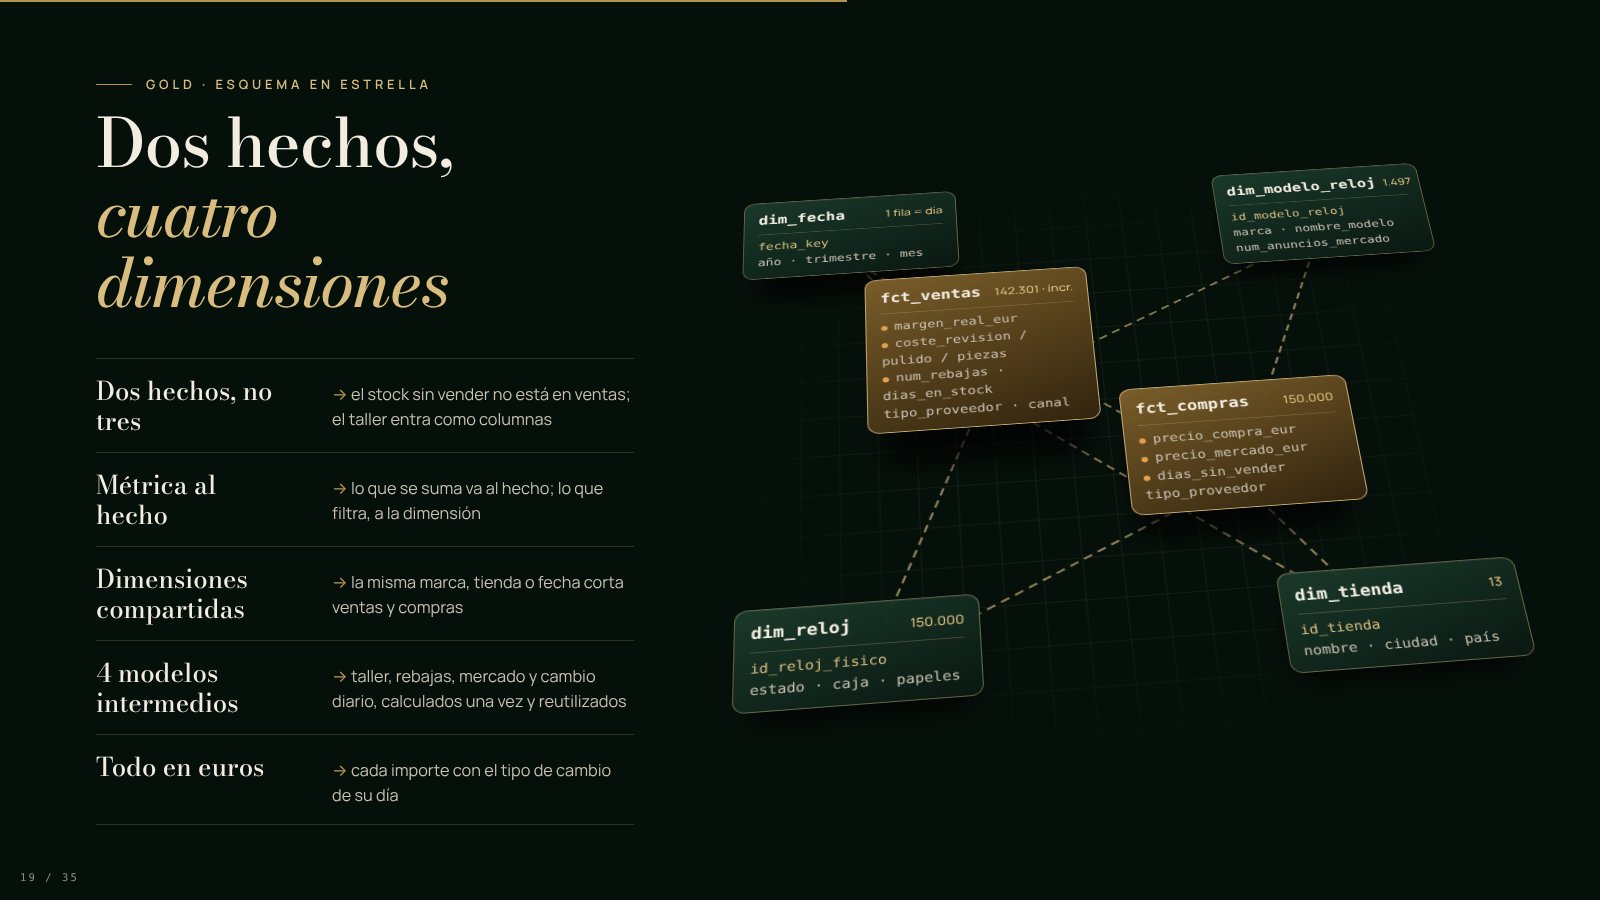 GOLD · ESQUEMA EN ESTRELLA
Dos hechos,
cuatro
dimensiones
Dos hechos, no
tres
→ el stock sin vender no está en ventas;
el taller entra como columnas
Métrica al
hecho
→ lo que se suma va al hecho; lo que
filtra, a la dimensión
Dimensiones
compartidas
→ la misma marca, tienda o fecha corta
ventas y compras
4 modelos
intermedios
→ taller, rebajas, mercado y cambio
diario, calculados una vez y reutilizados
Todo en euros
→ cada importe con el tipo de cambio
de su día
dim_fecha 1 fila = día
fecha_key
año · trimestre · mes
dim_modelo_reloj 1.497
id_modelo_reloj
marca · nombre_modelo
num_anuncios_mercado
fct_ventas 142.301 · incr.
● margen_real_eur
● coste_revision /
pulido / piezas
● num_rebajas ·
dias_en_stock
tipo_proveedor · canal
fct_compras 150.000
● precio_compra_eur
● precio_mercado_eur
● dias_sin_vender
tipo_proveedor
dim_reloj 150.000
id_reloj_fisico
estado · caja · papeles
dim_tienda 13
id_tienda
nombre · ciudad · país
19 / 35